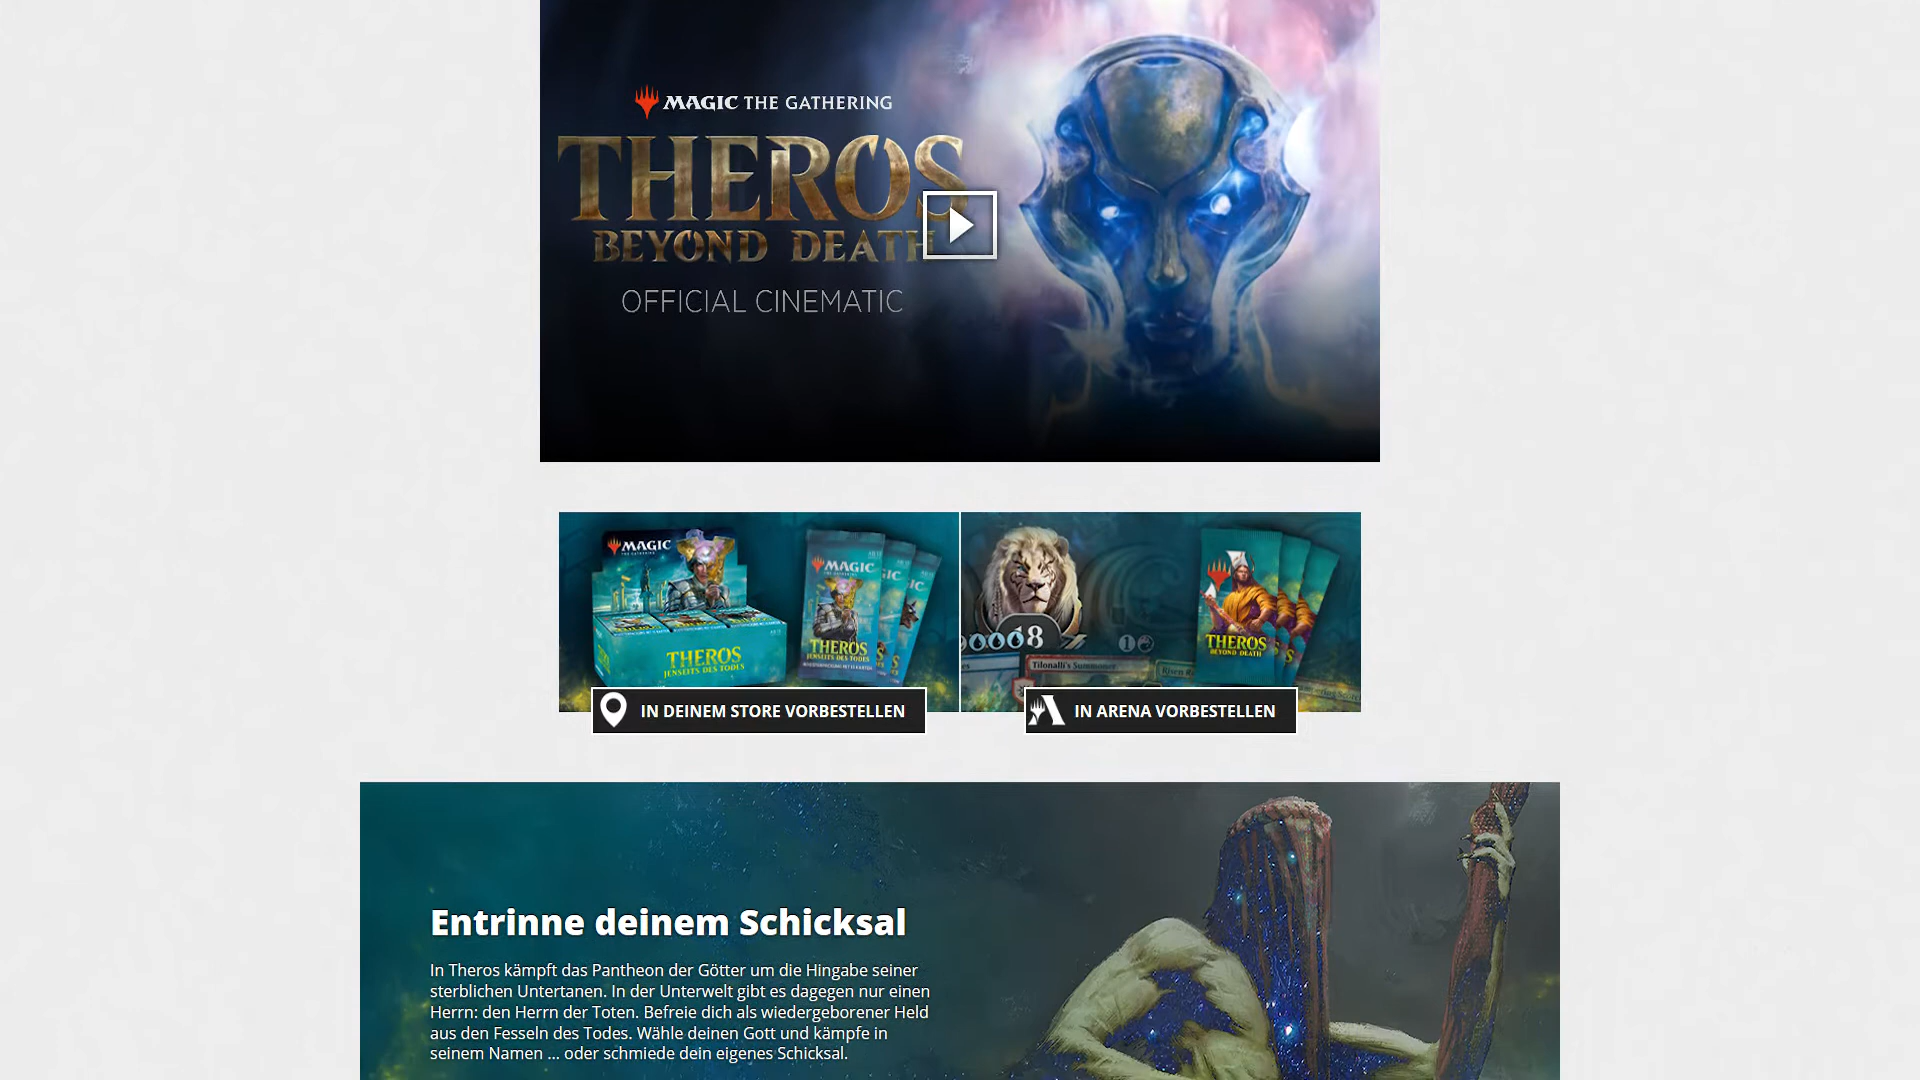 MAGIC THE GATHERING
THEROS
BEYOND DEATH
OFFICIAL CINEMATIC
MAGIC
THE GATHERING
THEROS
JENSEITS DES TODES
MAGIC
THEROS
JENSEITS DES TODES
8
1
Tilonalli's Summoner
THEROS
BEYOND DEATH
IN DEINEM STORE VORBESTELLEN
IN ARENA VORBESTELLEN
Entrinne deinem Schicksal
In Theros kämpft das Pantheon der Götter um die Hingabe seiner
sterblichen Untertanen. In der Unterwelt gibt es dagegen nur einen
Herrn: den Herrn der Toten. Befreie dich als wiedergeborener Held
aus den Fesseln des Todes. Wähle deinen Gott und kämpfe in
seinem Namen ... oder schmiede dein eigenes Schicksal.